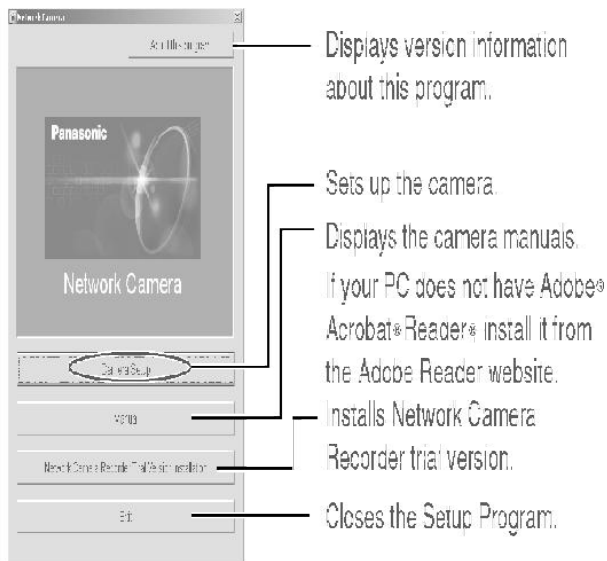 Network Camera
About this program
Displays version information
about this program.
Panasonic
Network Camera
Sets up the camera.
Displays the camera manuals.
If your PC does not have Adobe®
Acrobat® Reader® install it from
the Adobe Reader website.
Camera Setup
Manual
Installs Network Camera
Recorder trial version.
Network Camera Recorder Trial Version Installation
Exit
Closes the Setup Program.